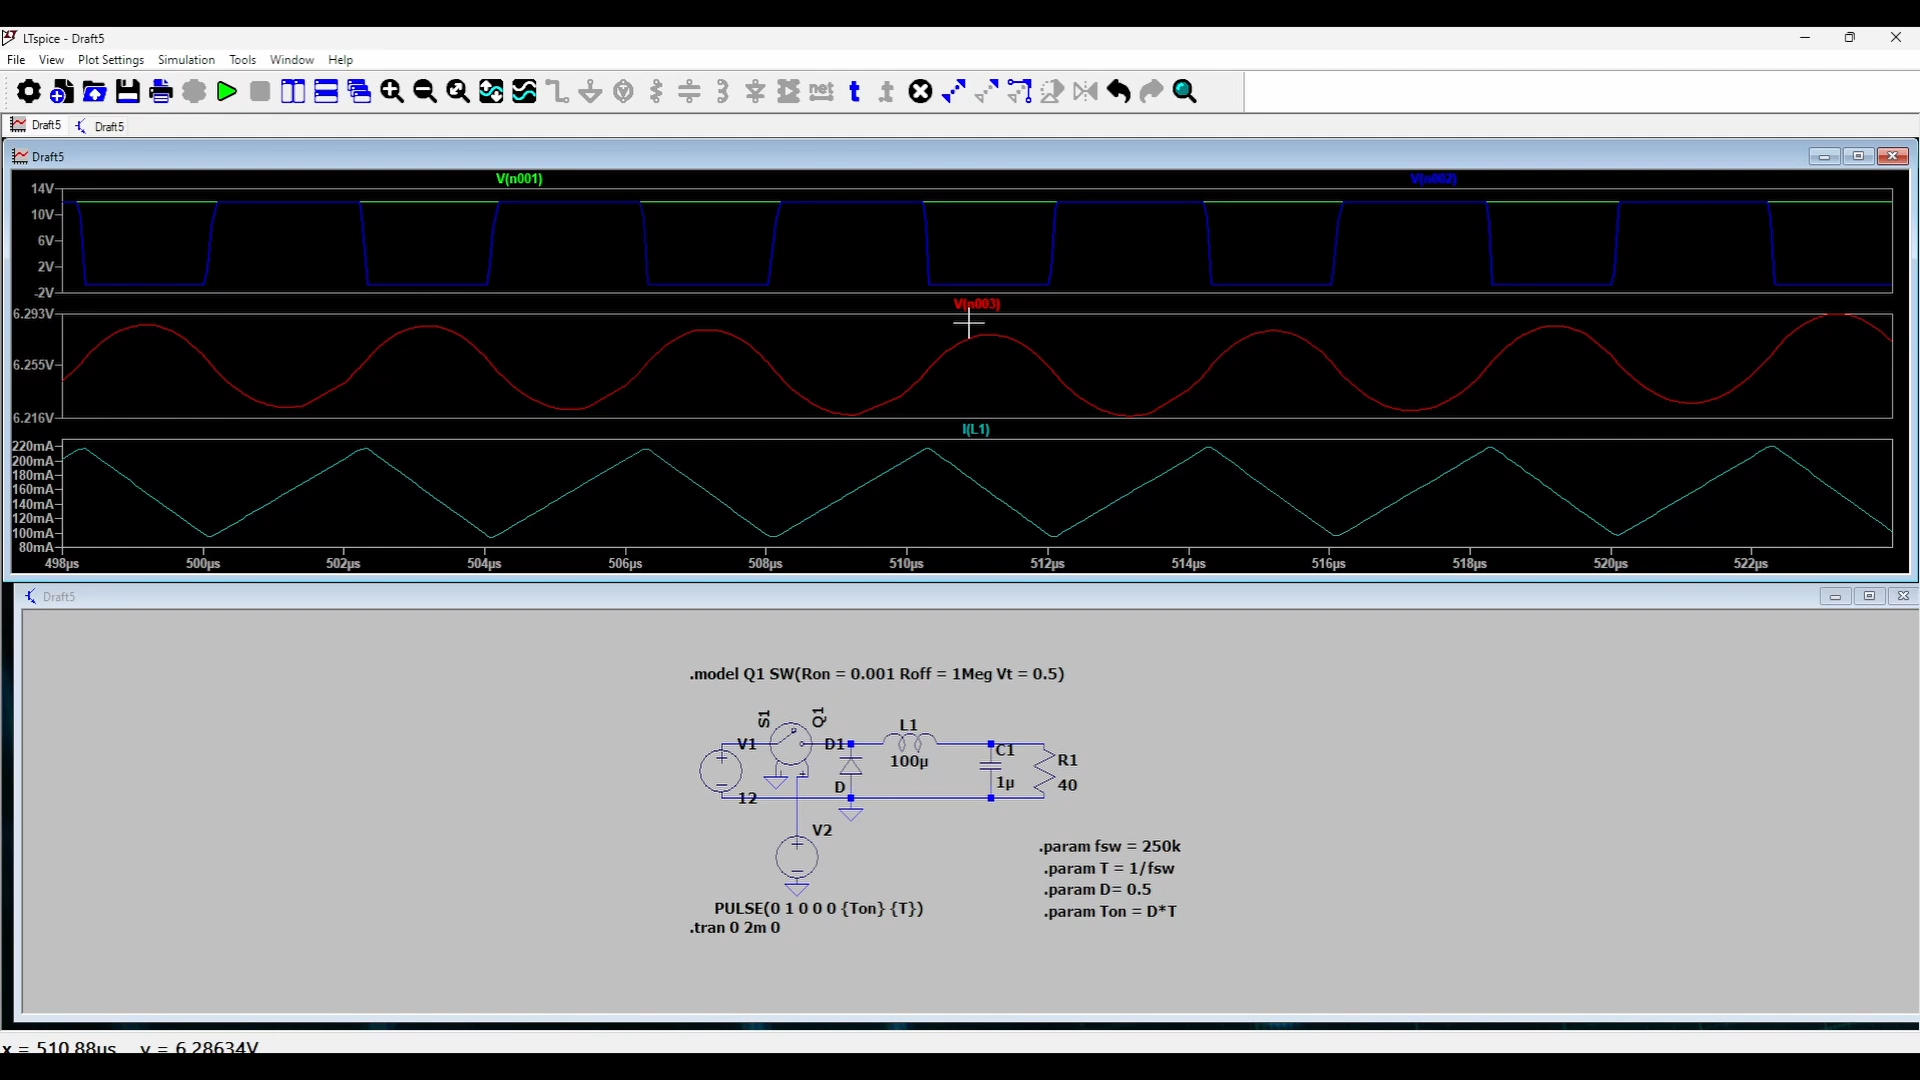 LTspice - Draft5
File View Plot Settings Simulation Tools Window Help
net t t
Draft5 Draft5
Draft5
V(n001) V(n002)
14V
10V
6V
2V
-2V
V(n003)
6.293V
6.255V
6.216V
I(L1)
220mA
200mA
180mA
160mA
140mA
120mA
100mA
80mA
498µs 500µs 502µs 504µs 506µs 508µs 510µs 512µs 514µs 516µs 518µs 520µs 522µs
Draft5
.model Q1 SW(Ron = 0.001 Roff = 1Meg Vt = 0.5)
S1 Q1
L1
V1 D1 C1
100µ R1
D 1µ 40
12
V2
.param fsw = 250k
.param T = 1/fsw
.param D= 0.5
PULSE(0 1 0 0 0 {Ton} {T}) .param Ton = D*T
.tran 0 2m 0
x = 510.88µs y = 6.28634V